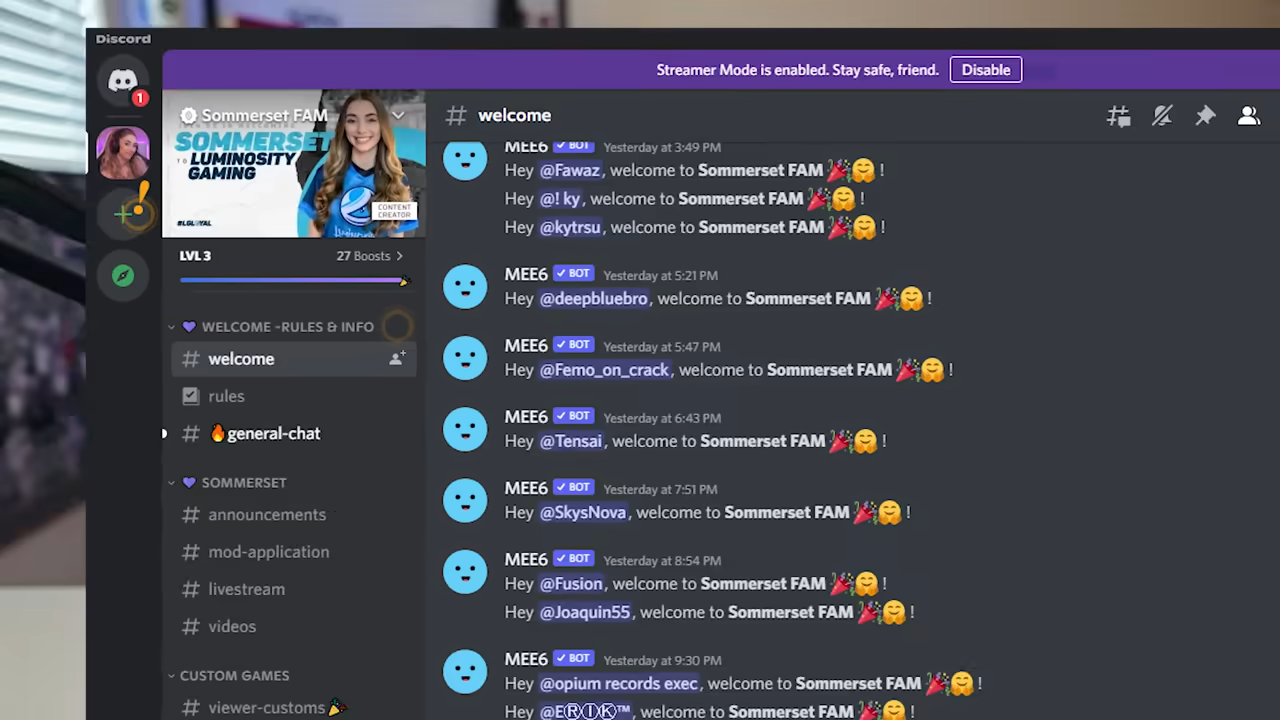 Discord
Streamer Mode is enabled. Stay safe, friend.
Disable
1
Sommerset FAM
SOMMERSET
TO LUMINOSITY
GAMING
CONTENT
CREATOR
#LGLOYAL
LVL 3
27 Boosts
WELCOME -RULES & INFO
welcome
rules
🔥general-chat
SOMMERSET
announcements
mod-application
livestream
videos
CUSTOM GAMES
viewer-customs 🎉
welcome
MEE6 ✓ BOT Yesterday at 3:49 PM
Hey @Fawaz, welcome to Sommerset FAM 🎉🤗 !
Hey @! ky, welcome to Sommerset FAM 🎉🤗 !
Hey @kytrsu, welcome to Sommerset FAM 🎉🤗 !
MEE6 ✓ BOT Yesterday at 5:21 PM
Hey @deepbluebro, welcome to Sommerset FAM 🎉🤗 !
MEE6 ✓ BOT Yesterday at 5:47 PM
Hey @Femo_on_crack, welcome to Sommerset FAM 🎉🤗 !
MEE6 ✓ BOT Yesterday at 6:43 PM
Hey @Tensai, welcome to Sommerset FAM 🎉🤗 !
MEE6 ✓ BOT Yesterday at 7:51 PM
Hey @SkysNova, welcome to Sommerset FAM 🎉🤗 !
MEE6 ✓ BOT Yesterday at 8:54 PM
Hey @Fusion, welcome to Sommerset FAM 🎉🤗 !
Hey @Joaquin55, welcome to Sommerset FAM 🎉🤗 !
MEE6 ✓ BOT Yesterday at 9:30 PM
Hey @opium records exec, welcome to Sommerset FAM 🎉🤗 !
Hey @EⓇⒾⓀ™, welcome to Sommerset FAM 🎉🤗 !